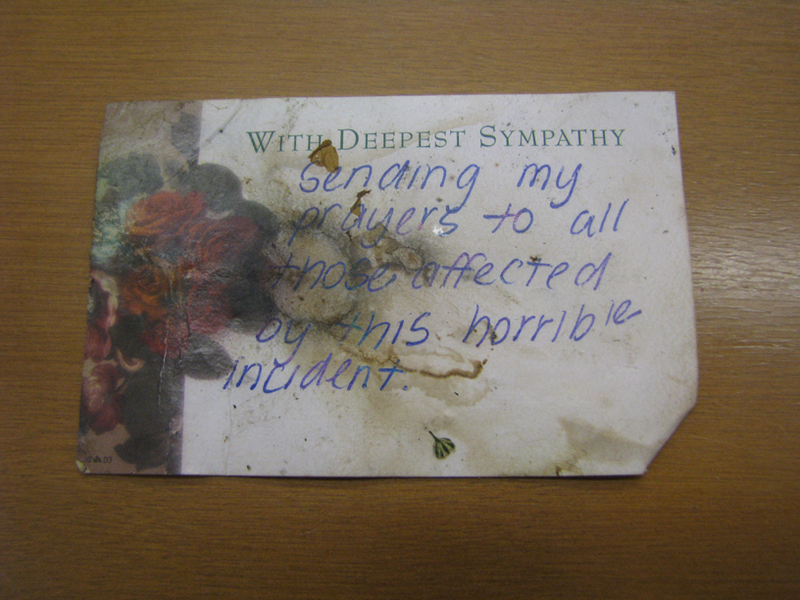 WITH DEEPEST SYMPATHY
Sending my
prayers to all
those affected
by this horrible
incident.